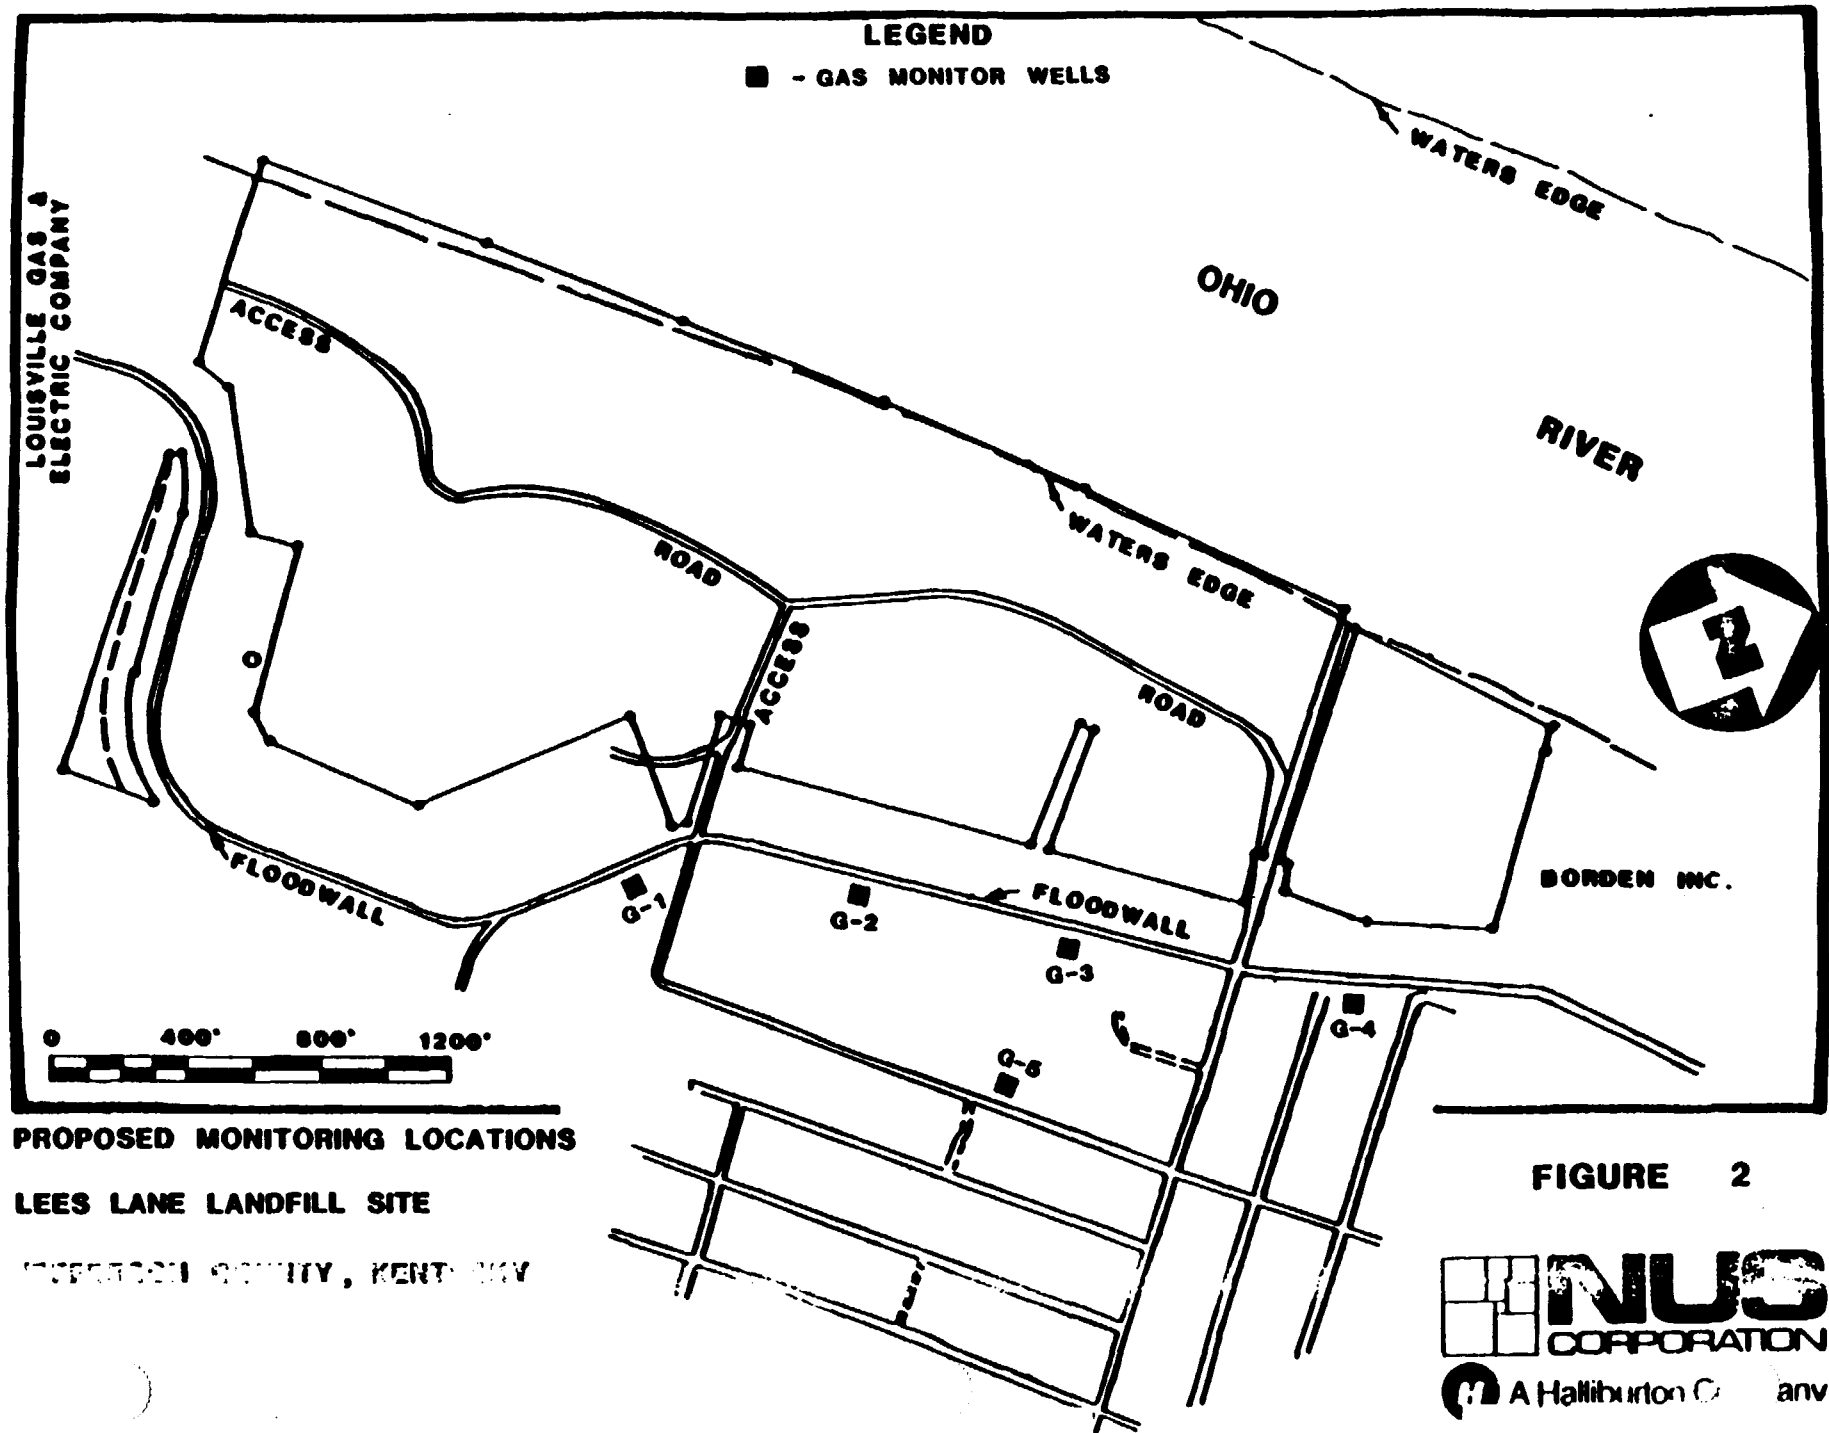 LEGEND
- GAS MONITOR WELLS
WATERS EDGE
OHIO
RIVER
LOUISVILLE GAS &
ELECTRIC COMPANY
ACCESS
ROAD
WATERS EDGE
N
ACCESS
ROAD
BORDEN INC.
FLOODWALL
FLOODWALL
G-1
G-2
G-3
G-4
G-5
0 400' 800' 1200'
PROPOSED MONITORING LOCATIONS
LEES LANE LANDFILL SITE
FIGURE 2
NUS
CORPORATION
A Halliburton